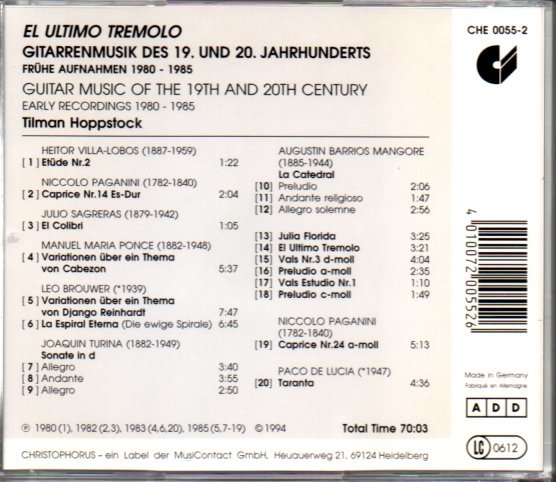 EL ULTIMO TREMOLO
GITARRENMUSIK DES 19. UND 20. JAHRHUNDERTS
FRÜHE AUFNAHMEN 1980 - 1985
GUITAR MUSIC OF THE 19TH AND 20TH CENTURY
EARLY RECORDINGS 1980 - 1985
Tilman Hoppstock
CHE 0055-2
HEITOR VILLA-LOBOS (1887-1959)
[ 1 ] Etüde Nr.2 1:22
NICCOLO PAGANINI (1782-1840)
[ 2 ] Caprice Nr.14 Es-Dur 2:04
JULIO SAGRERAS (1879-1942)
[ 3 ] El Colibri 1:05
MANUEL MARIA PONCE (1882-1948)
[ 4 ] Variationen über ein Thema
von Cabezon 5:37
LEO BROUWER (*1939)
[ 5 ] Variationen über ein Thema
von Django Reinhardt 7:47
[ 6 ] La Espiral Eterna (Die ewige Spirale) 6:45
JOAQUIN TURINA (1882-1949)
Sonate in d
[ 7 ] Allegro 3:40
[ 8 ] Andante 3:55
[ 9 ] Allegro 2:50
AUGUSTIN BARRIOS MANGORE
(1885-1944)
La Catedral
[10] Preludio 2:06
[11] Andante religioso 1:47
[12] Allegro solemne 2:56
[13] Julia Florida 3:25
[14] El Ultimo Tremolo 3:21
[15] Vals Nr.3 d-moll 4:04
[16] Preludio a-moll 2:35
[17] Vals Estudio Nr.1 1:10
[18] Preludio c-moll 1:49
NICCOLO PAGANINI
(1782-1840)
[19] Caprice Nr.24 a-moll 5:13
PACO DE LUCIA (*1947)
[20] Taranta 4:36
℗ 1980 (1), 1982 (2,3), 1983 (4,6,20), 1985 (5,7-19) © 1994
Total Time 70:03
CHRISTOPHORUS – ein Label der MusiContact GmbH, Heuauerweg 21, 69124 Heidelberg
4 010072 005526
Made in Germany
Fabriqué en Allemagne
A D D
LC 0612